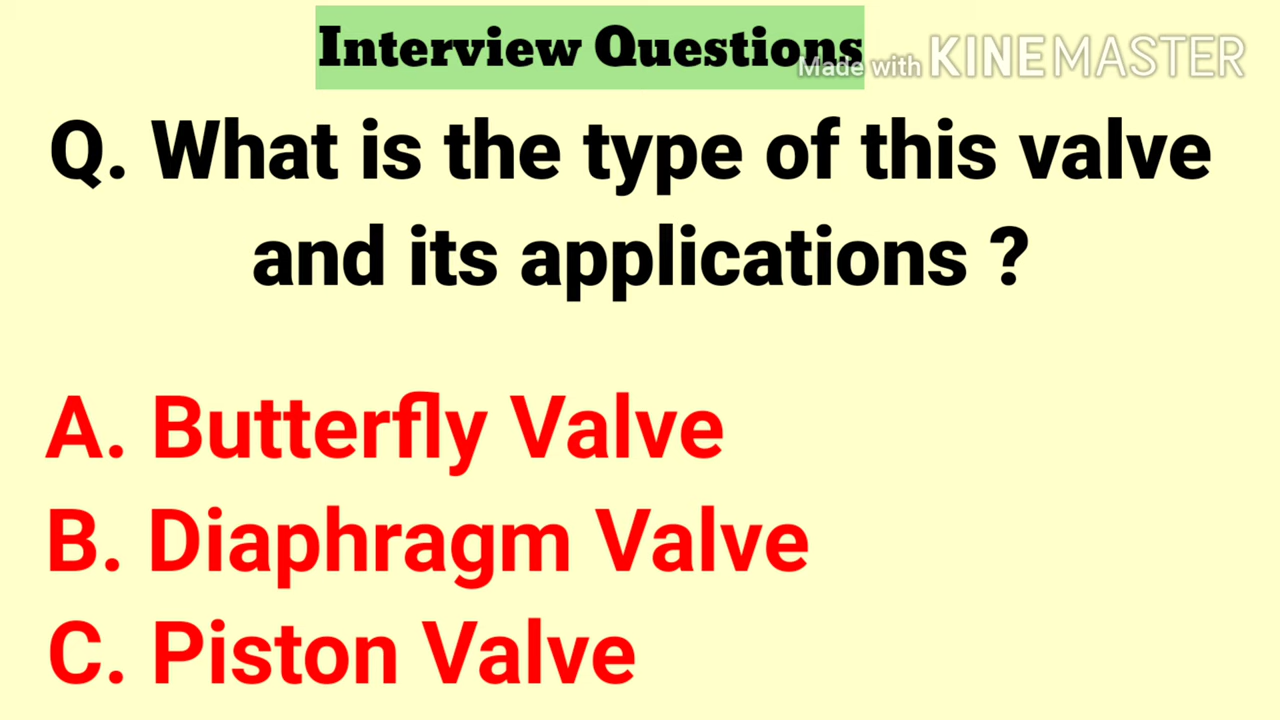 Interview Questions
Made with KINEMASTER
Q. What is the type of this valve
and its applications ?
A. Butterfly Valve
B. Diaphragm Valve
C. Piston Valve